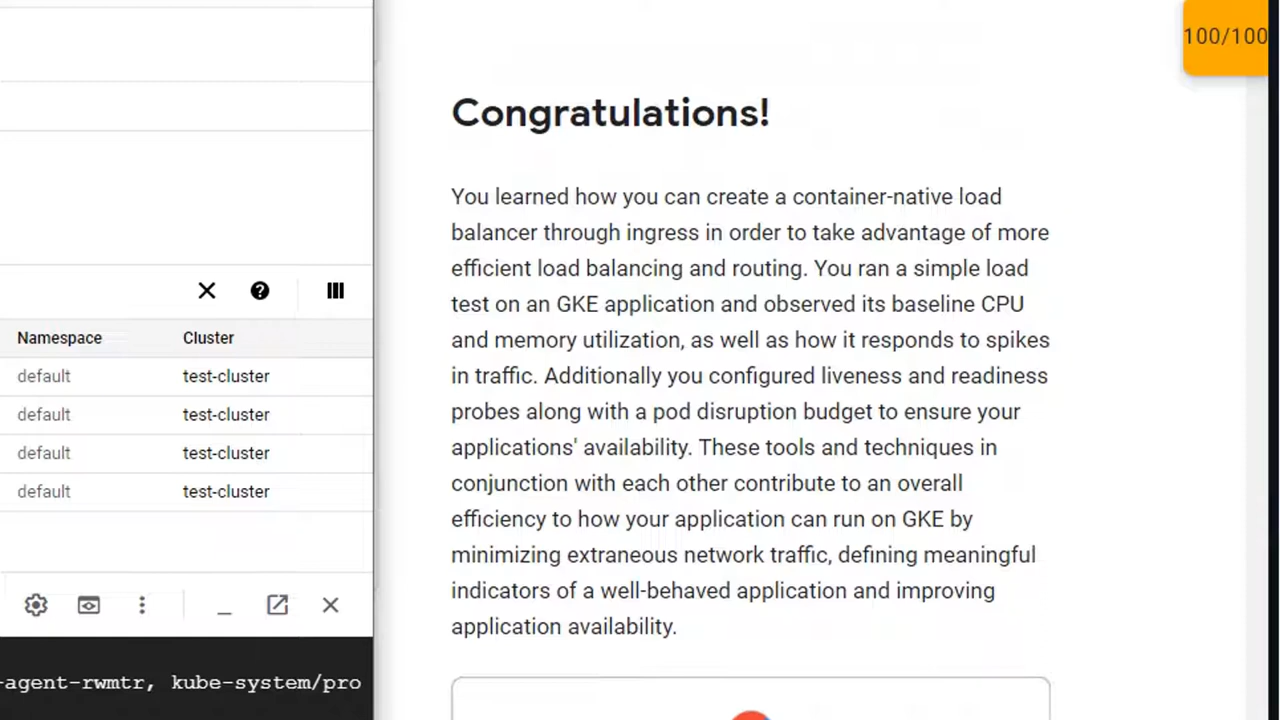 100/100
Congratulations!
You learned how you can create a container-native load
balancer through ingress in order to take advantage of more
efficient load balancing and routing. You ran a simple load
test on an GKE application and observed its baseline CPU
and memory utilization, as well as how it responds to spikes
in traffic. Additionally you configured liveness and readiness
probes along with a pod disruption budget to ensure your
applications' availability. These tools and techniques in
conjunction with each other contribute to an overall
efficiency to how your application can run on GKE by
minimizing extraneous network traffic, defining meaningful
indicators of a well-behaved application and improving
application availability.
Namespace Cluster
default test-cluster
default test-cluster
default test-cluster
default test-cluster
-agent-rwmtr, kube-system/pro